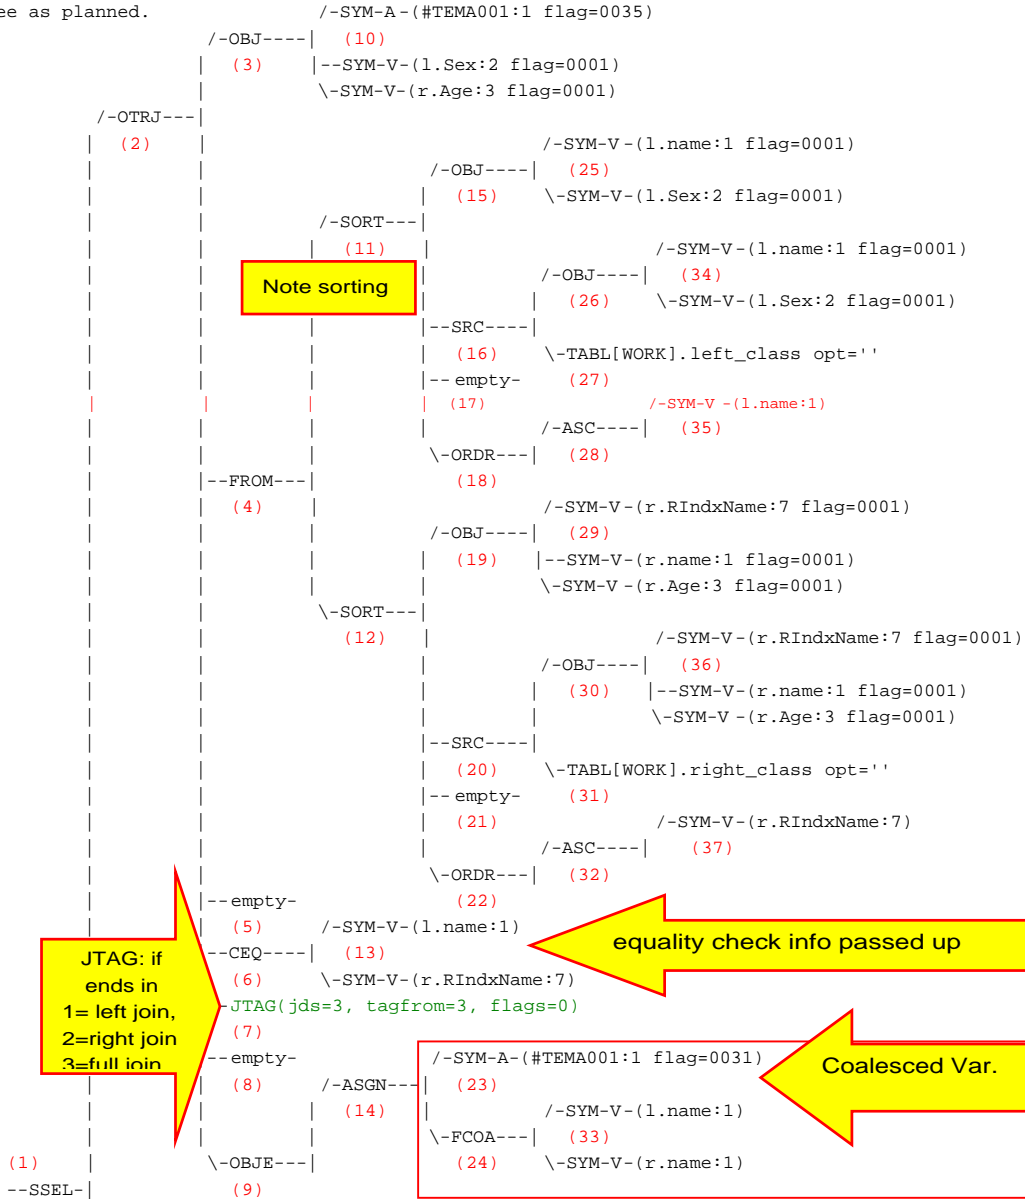 ee as planned. /-SYM-A-(#TEMA001:1 flag=0035)
/-OBJ----| (10)
| (3) |--SYM-V-(l.Sex:2 flag=0001)
| \-SYM-V-(r.Age:3 flag=0001)
/-OTRJ---|
| (2) | /-SYM-V-(l.name:1 flag=0001)
| | /-OBJ----| (25)
| | | (15) \-SYM-V-(l.Sex:2 flag=0001)
| | /-SORT---|
| | | (11) | /-SYM-V-(l.name:1 flag=0001)
| | | | /-OBJ----| (34)
Note sorting
| | | | | (26) \-SYM-V-(l.Sex:2 flag=0001)
| | | |--SRC----|
| | | | (16) \-TABL[WORK].left_class opt=''
| | | |--empty- (27)
| | | | (17) /-SYM-V-(l.name:1)
| | | | /-ASC----| (35)
| | | \-ORDR---| (28)
| |--FROM---| (18)
| | (4) | /-SYM-V-(r.RIndxName:7 flag=0001)
| | | /-OBJ----| (29)
| | | | (19) |--SYM-V-(r.name:1 flag=0001)
| | | | \-SYM-V-(r.Age:3 flag=0001)
| | \-SORT---|
| | (12) | /-SYM-V-(r.RIndxName:7 flag=0001)
| | | /-OBJ----| (36)
| | | | (30) |--SYM-V-(r.name:1 flag=0001)
| | | | \-SYM-V-(r.Age:3 flag=0001)
| | |--SRC----|
| | | (20) \-TABL[WORK].right_class opt=''
| | |--empty- (31)
| | | (21) /-SYM-V-(r.RIndxName:7)
| | | /-ASC----| (37)
| | \-ORDR---| (32)
| |--empty- (22)
| | (5) /-SYM-V-(l.name:1)
--CEQ----| (13)
equality check info passed up
(6) \-SYM-V-(r.RIndxName:7)
-JTAG(jds=3, tagfrom=3, flags=0)
(7)
JTAG: if
ends in
1= left join,
2=right join
3=full join
--empty- /-SYM-A-(#TEMA001:1 flag=0031)
Coalesced Var.
| | (8) /-ASGN---| (23)
| | | (14) | /-SYM-V-(l.name:1)
| | | \-FCOA---| (33)
(1) | \-OBJE---| (24) \-SYM-V-(r.name:1)
--SSEL-| (9)